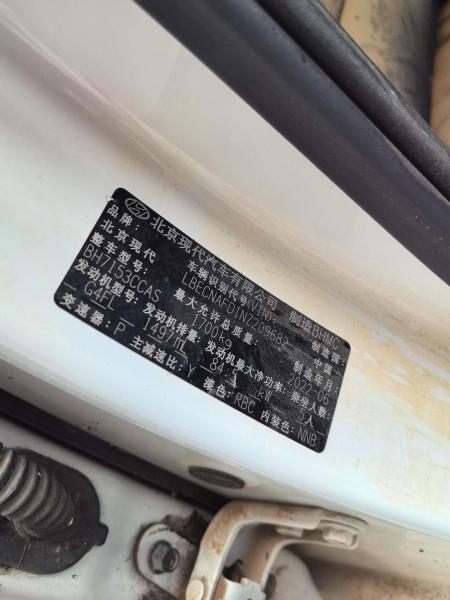 北京现代汽车有限公司 制造BHMC
品牌: 车辆识别代号(VIN): 制造国:
北京现代 LBECNAFD1NZ209682 中国
整车型号: 最大允许总质量: 制造年月:
BH7153CCAS 1700Kg 2022-06
发动机型号: 发动机排量: 发动机最大净功率: 乘坐人数:
G4FL 1497m 84.5 kW 5人
变速器: P 主减速比: Y 漆色: RBC 内装色: NNB